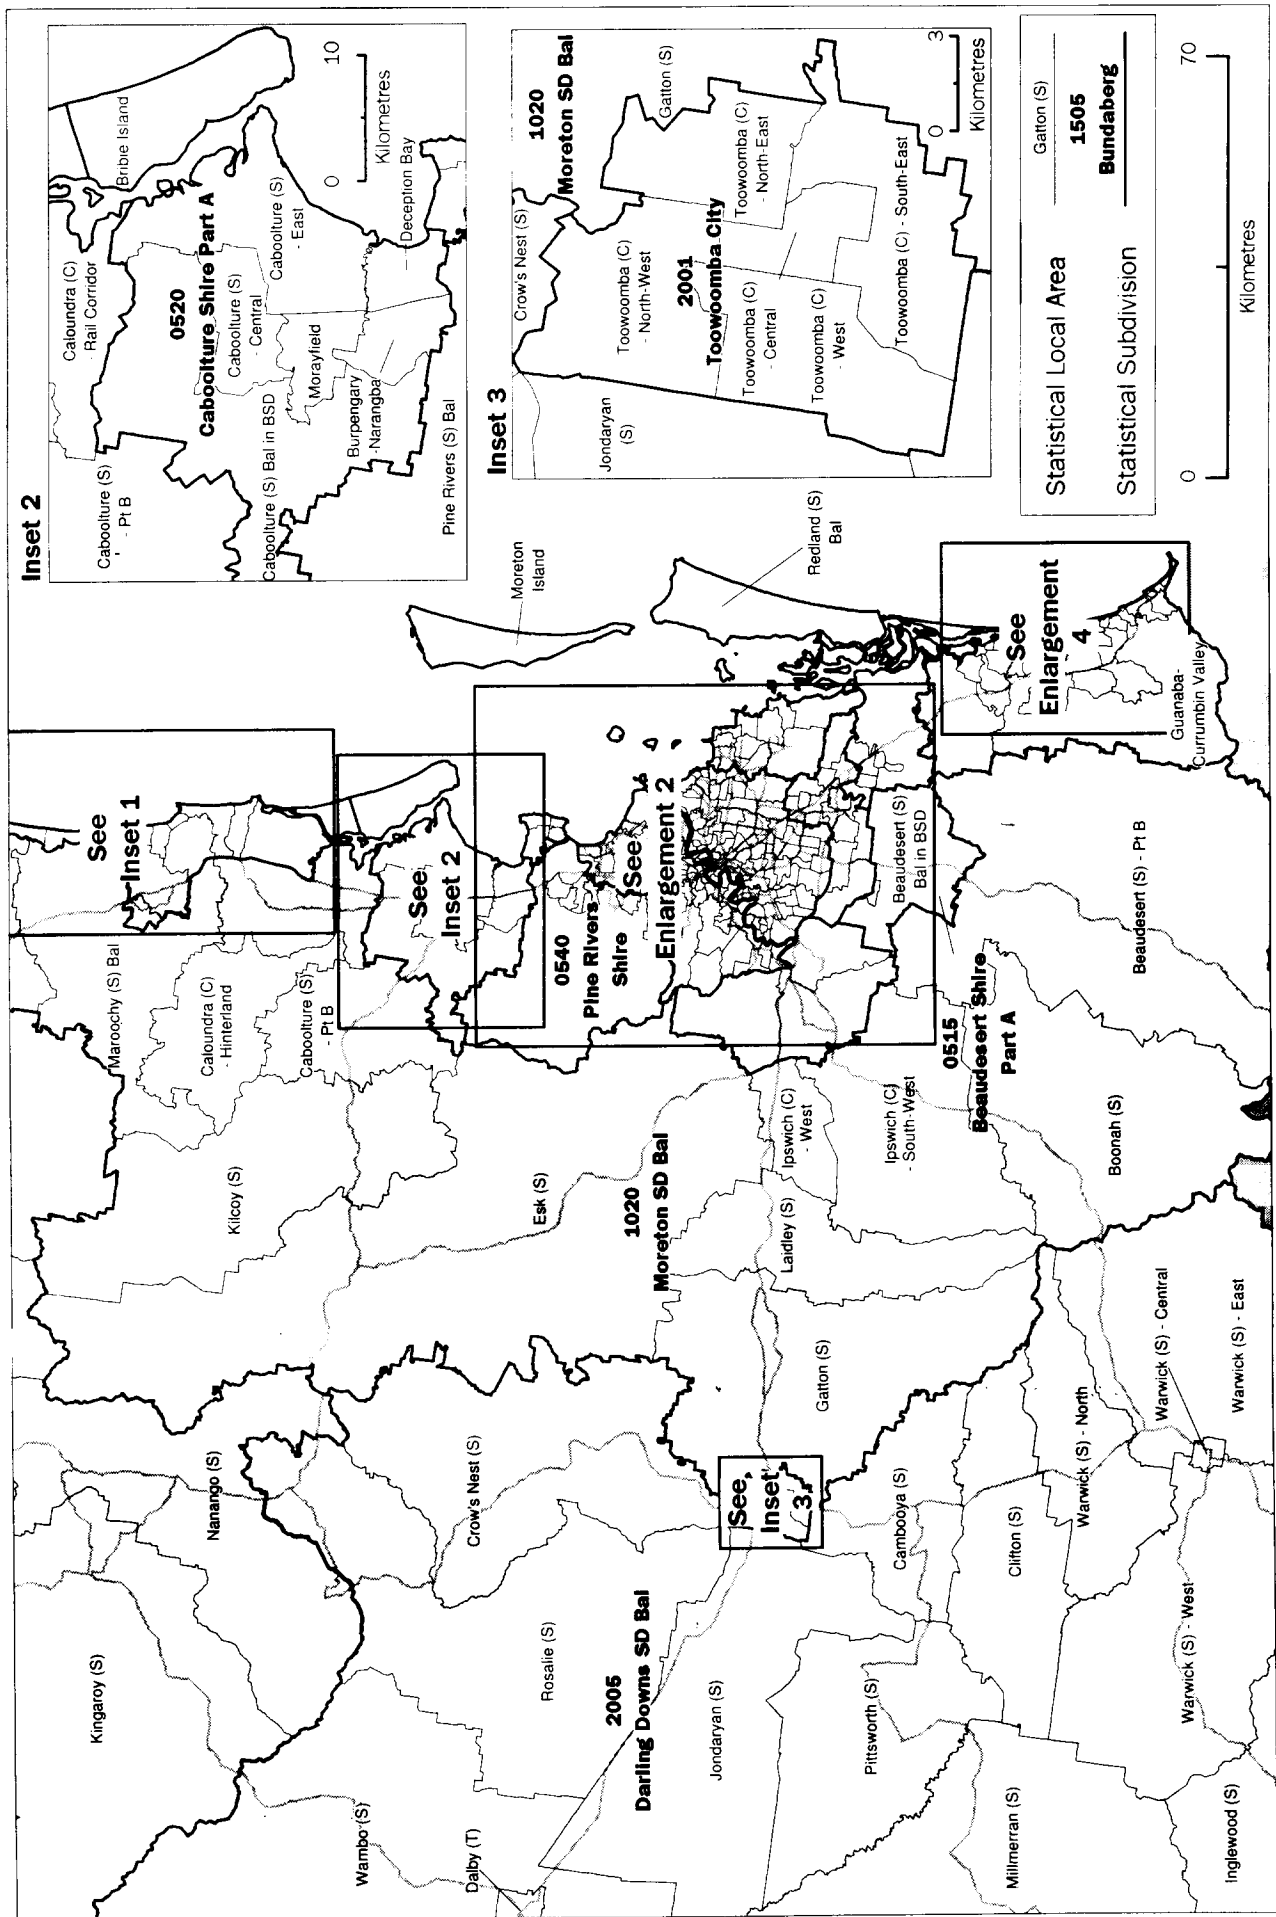 Inset 2
Bribie Island
Caloundra (C)
- Rail Corridor
Caboolture (S)
- Pt B
0520
Caboolture Shire Part A
Caboolture (S)
- Central
Caboolture (S)
- East
Caboolture (S) Bal in BSD
Morayfield
Burpengary
-Narangba
Deception Bay
Pine Rivers (S) Bal
0
10
Kilometres
Inset 3
1020
Moreton SD Bal
Crow's Nest (S)
Gatton (S)
Jondaryan
(S)
Toowoomba (C)
- North-West
Toowoomba (C)
- North-East
2001
Toowoomba City
Toowoomba (C)
- Central
Toowoomba (C)
- West
Toowoomba (C) - South-East
0
3
Kilometres
Statistical Local Area
Gatton (S)
1505
Statistical Subdivision
Bundaberg
0
70
Kilometres
See
Inset 1
See
Inset 2
Moreton
Island
Redland (S)
Bal
0540
Pine Rivers
Shire
See
Enlargement 2
See
Enlargement
4
Guanaba-
Currumbin Valley
Beaudesert (S)
Bal in BSD
0515
Beaudesert Shire
Part A
Beaudesert (S) - Pt B
Maroochy (S) Bal
Caloundra (C)
- Hinterland
Caboolture (S)
- Pt B
Kilcoy (S)
Esk (S)
1020
Moreton SD Bal
Ipswich (C)
- West
Ipswich (C)
- South-West
Laidley (S)
Boonah (S)
Gatton (S)
Nanango (S)
Crow's Nest (S)
See
Inset
3
Cambooya (S)
Clifton (S)
Warwick (S) - North
Warwick (S) - Central
Warwick (S) - East
Warwick (S) - West
Kingaroy (S)
Rosalie (S)
2005
Darling Downs SD Bal
Jondaryan (S)
Pittsworth (S)
Wambo (S)
Dalby (T)
Millmerran (S)
Inglewood (S)